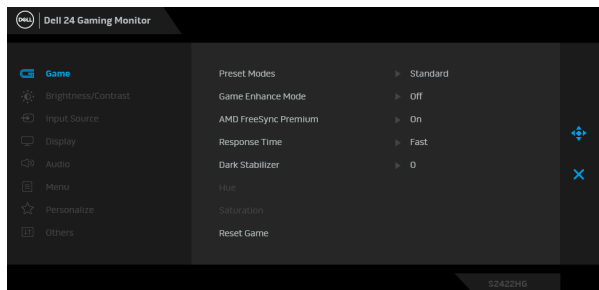 DELL Dell 24 Gaming Monitor
Game
Brightness/Contrast
Input Source
Display
Audio
Menu
Personalize
Others
Preset Modes Standard
Game Enhance Mode Off
AMD FreeSync Premium On
Response Time Fast
Dark Stabilizer 0
Hue
Saturation
Reset Game
S2422HG